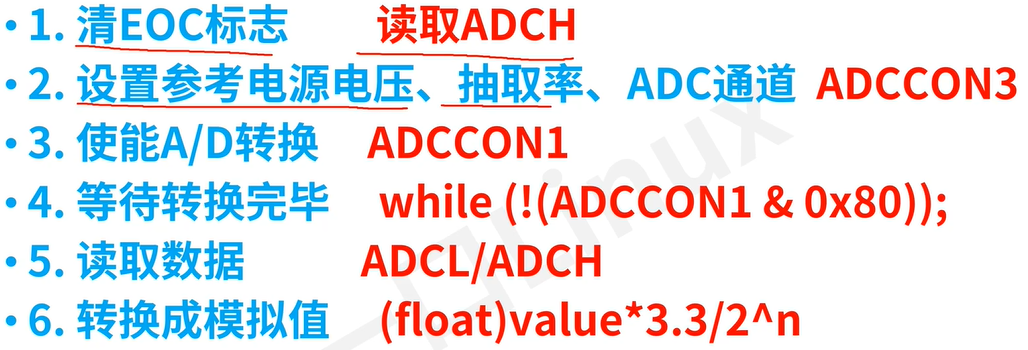 • 1. 清EOC标志 读取ADCH
• 2. 设置参考电源电压、抽取率、ADC通道 ADCCON3
• 3. 使能A/D转换 ADCCON1
• 4. 等待转换完毕 while (!(ADCCON1 & 0x80));
• 5. 读取数据 ADCL/ADCH
• 6. 转换成模拟值 (float)value*3.3/2^n
Linux